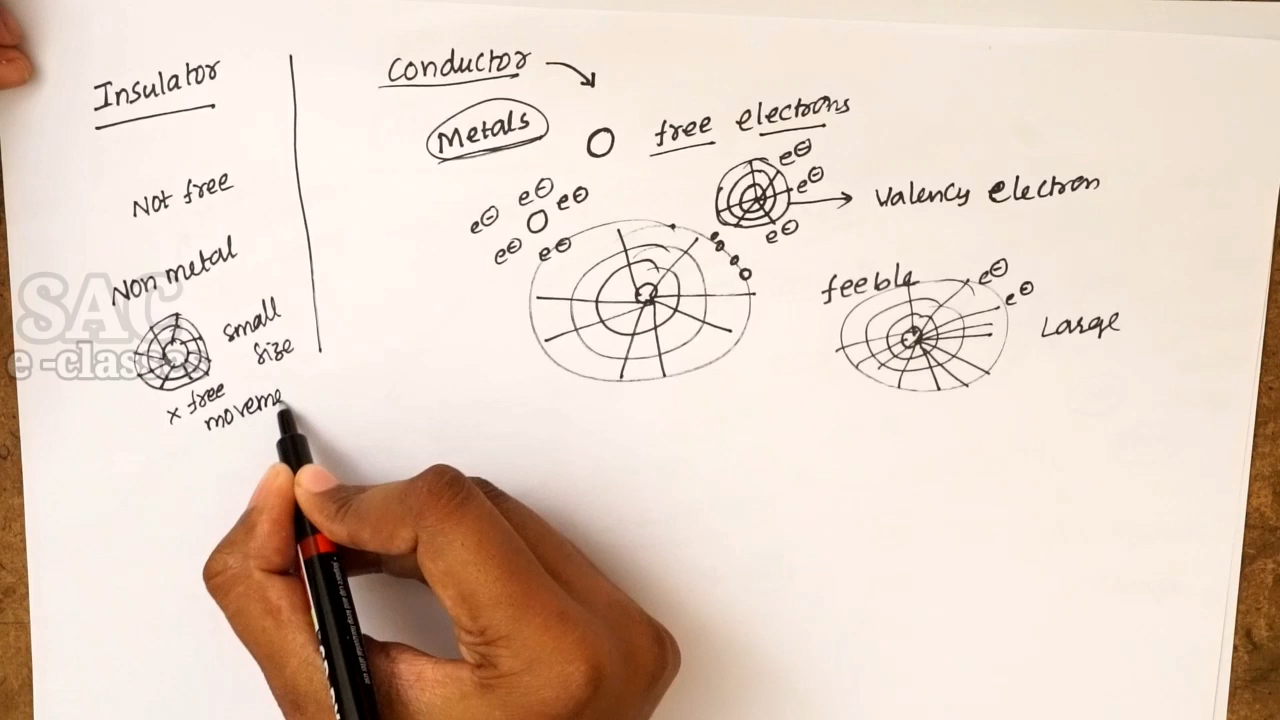 Insulator
Not free
Non metal
small
size
x free
moveme
conductor
Metals
free electrons
e⊖
e⊖
e⊖
e⊖
e⊖
e⊖
e⊖
e⊖
Valency electron
feeble
e⊖
e⊖
Large
SAC
e-class